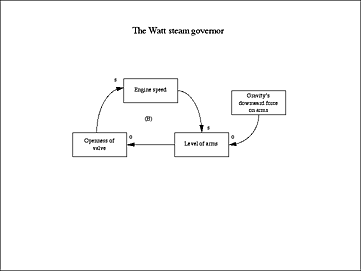 The Watt steam governor
s
Engine speed
Gravity's
downward force
on arms
(B)
s
o
o
Openness of
valve
Level of arms